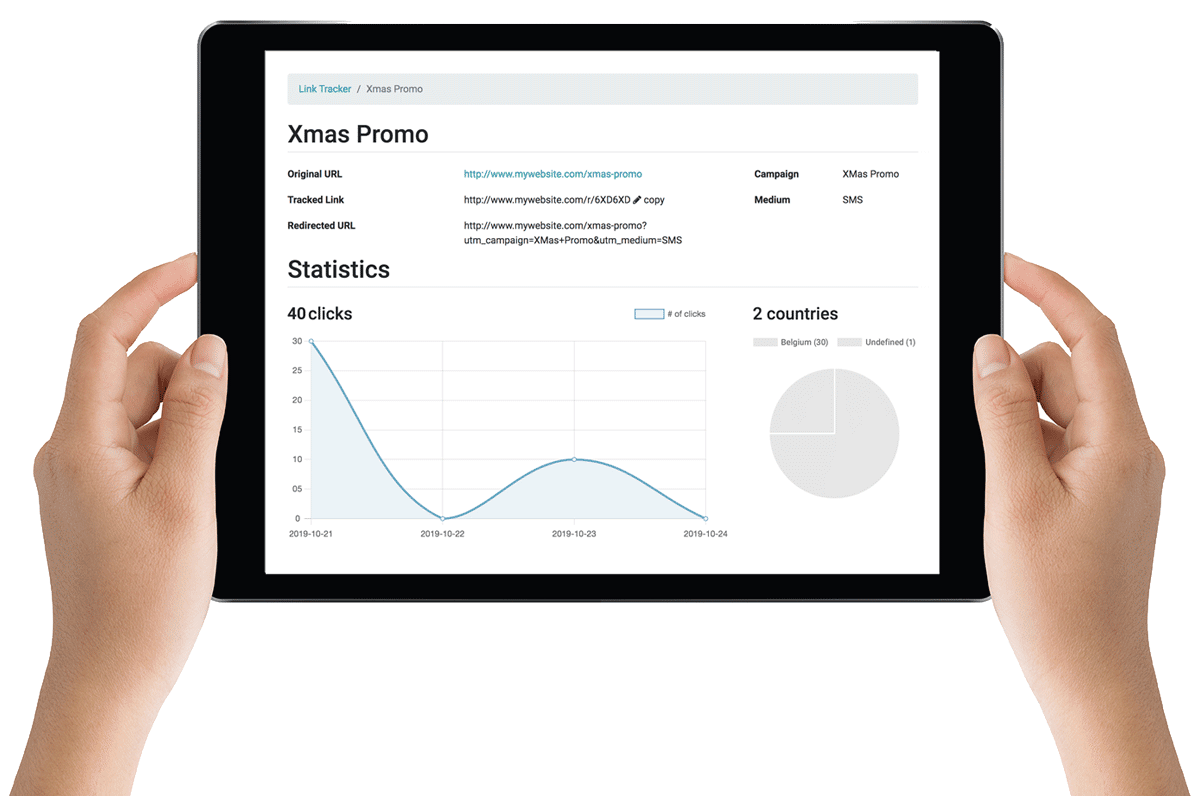 Link Tracker / Xmas Promo
Xmas Promo
Original URL http://www.mywebsite.com/xmas-promo Campaign XMas Promo
Tracked Link http://www.mywebsite.com/r/6XD6XD copy Medium SMS
Redirected URL http://www.mywebsite.com/xmas-promo?
utm_campaign=XMas+Promo&utm_medium=SMS
Statistics
40 clicks # of clicks 2 countries
Belgium (30) Undefined (1)
30
25
20
15
10
05
0
2019-10-21 2019-10-22 2019-10-23 2019-10-24